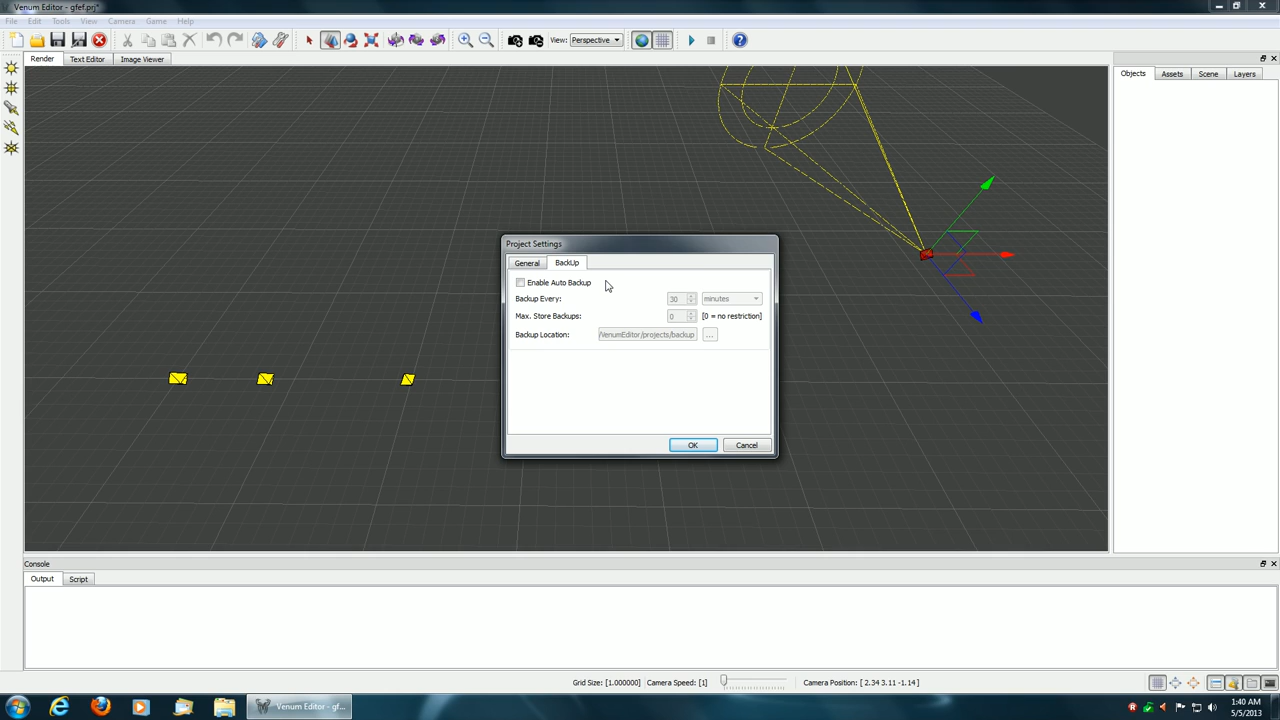 Venum Editor - gfef.prj*
File Edit Tools View Camera Game Help
View: Perspective
Render Text Editor Image Viewer
Objects Assets Scene Layers
Project Settings
General BackUp
Enable Auto Backup
Backup Every: 30 minutes
Max. Store Backups: 0 [0 = no restriction]
Backup Location: /VenumEditor/projects/backup ...
OK Cancel
Console
Output Script
Grid Size: [1.000000] Camera Speed: [1] Camera Position: [ 2.34 3.11 -1.14 ]
Venum Editor - gf...
1:40 AM
5/5/2013